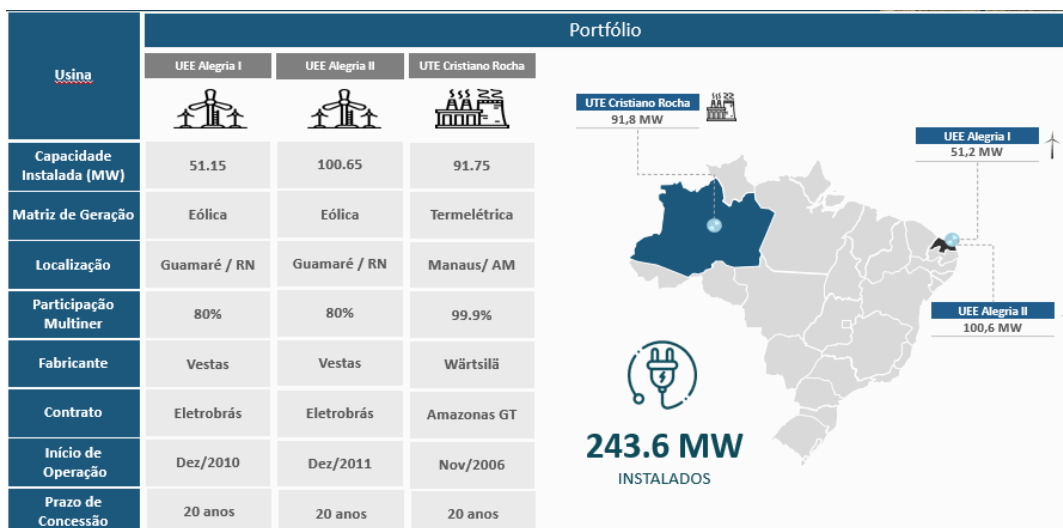 Portfólio
Usina
UEE Alegria I
UEE Alegria II
UTE Cristiano Rocha
Capacidade
Instalada (MW)
51.15
100.65
91.75
Matriz de Geração
Eólica
Eólica
Termelétrica
Localização
Guamaré / RN
Guamaré / RN
Manaus/ AM
Participação
Multiner
80%
80%
99.9%
Fabricante
Vestas
Vestas
Wärtsilä
Contrato
Eletrobrás
Eletrobrás
Amazonas GT
Início de
Operação
Dez/2010
Dez/2011
Nov/2006
Prazo de
Concessão
20 anos
20 anos
20 anos
UTE Cristiano Rocha
91,8 MW
UEE Alegria I
51,2 MW
UEE Alegria II
100,6 MW
243.6 MW
INSTALADOS